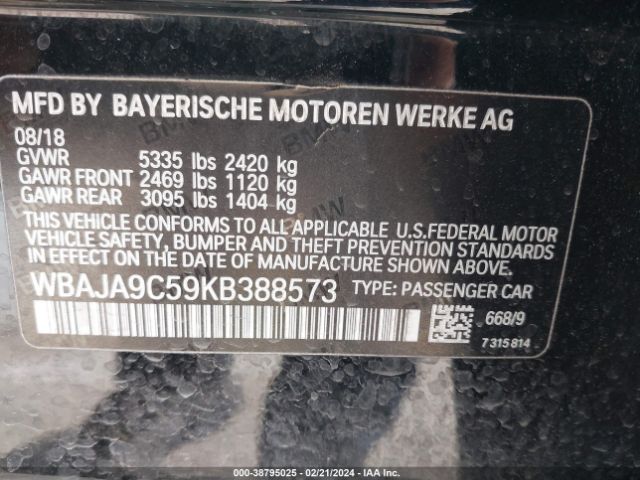 MFD BY BAYERISCHE MOTOREN WERKE AG
08/18
GVWR 5335 lbs 2420 kg
GAWR FRONT 2469 lbs 1120 kg
GAWR REAR 3095 lbs 1404 kg
THIS VEHICLE CONFORMS TO ALL APPLICABLE U.S.FEDERAL MOTOR
VEHICLE SAFETY, BUMPER AND THEFT PREVENTION STANDARDS
IN EFFECT ON THE DATE OF MANUFACTURE SHOWN ABOVE.
WBAJA9C59KB388573 TYPE: PASSENGER CAR
668/9
7 315 814
000-38795025 - 02/21/2024 - IAA Inc.